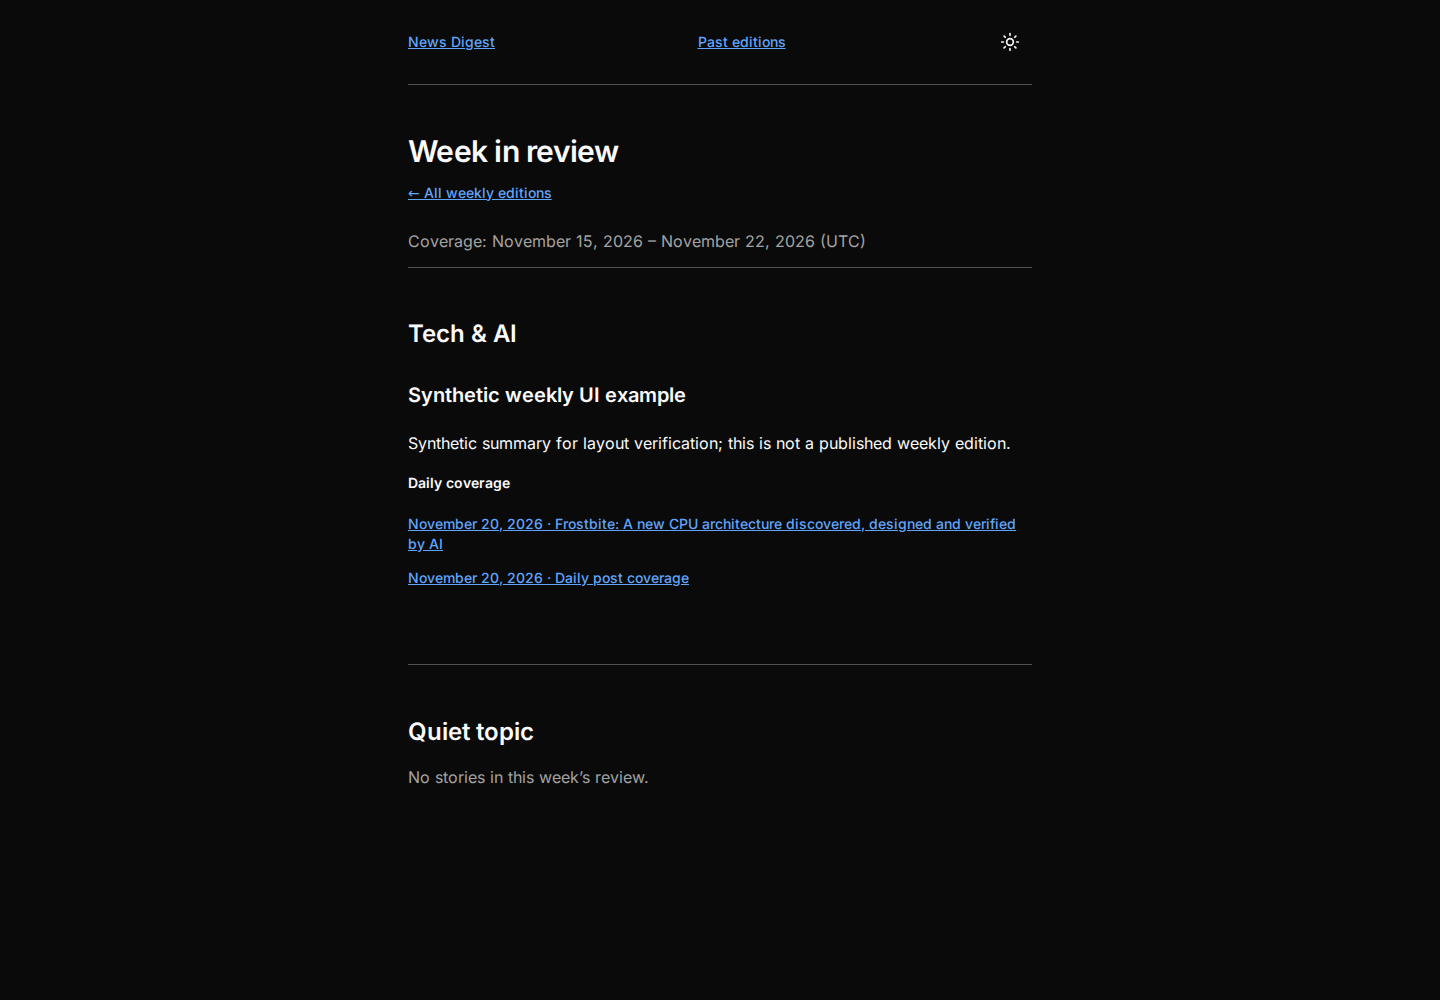 News Digest
Past editions
Week in review
← All weekly editions
Coverage: November 15, 2026 – November 22, 2026 (UTC)
Tech & AI
Synthetic weekly UI example
Synthetic summary for layout verification; this is not a published weekly edition.
Daily coverage
November 20, 2026 · Frostbite: A new CPU architecture discovered, designed and verified
by AI
November 20, 2026 · Daily post coverage
Quiet topic
No stories in this week’s review.